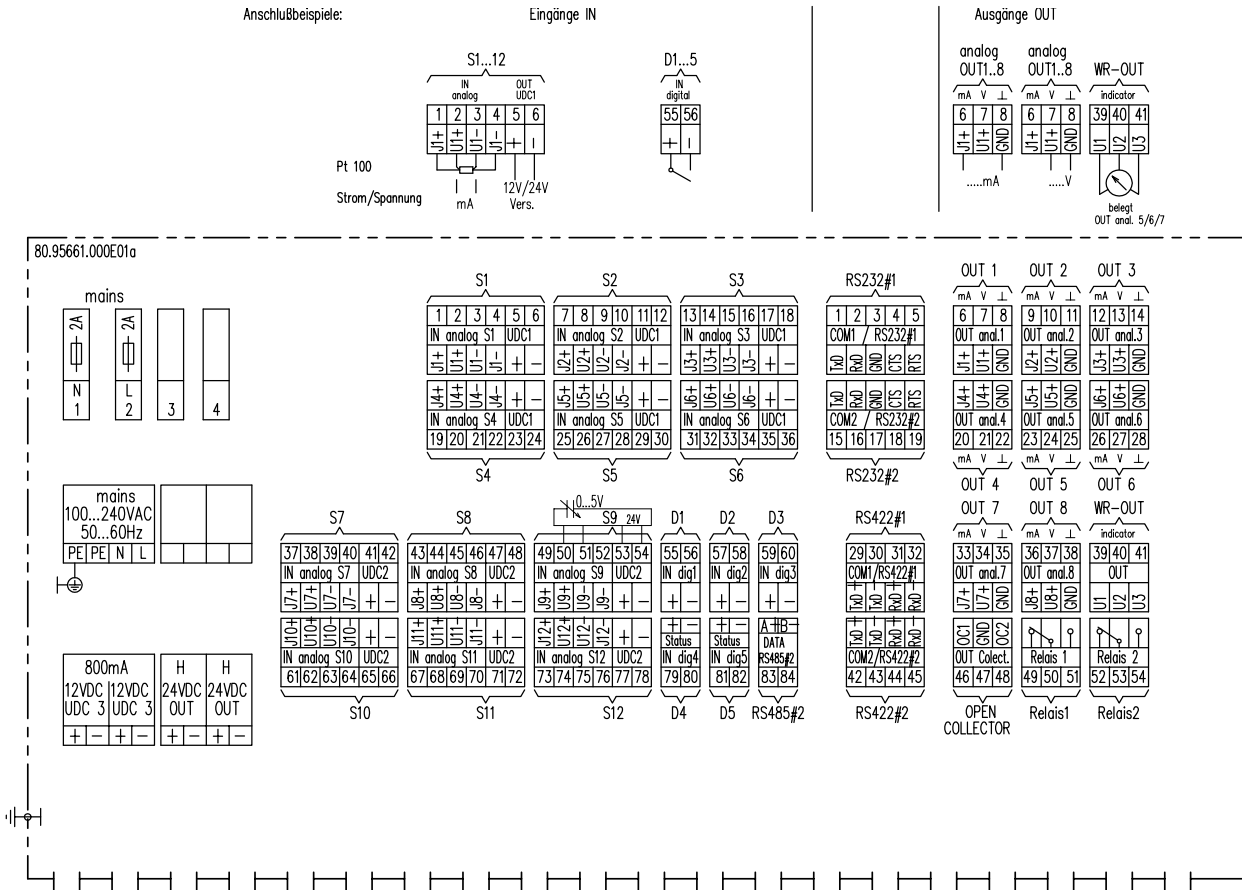 Anschlußbeispiele:
Eingänge IN
Ausgänge OUT
S1...12
IN
analog
OUT
UDC1
1 2 3 4 5 6
J1+ U1+ U1- J1- + -
Pt 100
Strom/Spannung
mA
12V/24V
Vers.
D1...5
IN
digital
55 56
+ -
analog
OUT1..8
mA V ⊥
6 7 8
J1+ U1+ GND
.....mA
analog
OUT1..8
mA V ⊥
6 7 8
J1+ U1+ GND
.....V
WR-OUT
indicator
39 40 41
U1 U2 U3
belegt
OUT anal. 5/6/7
80.95661.000E01a
mains
2A 2A
N L
1 2 3 4
mains
100...240VAC
50...60Hz
PE PE N L
800mA
12VDC 12VDC
UDC 3 UDC 3
+ - + -
H H
24VDC 24VDC
OUT OUT
+ - + -
S1
1 2 3 4 5 6
IN analog S1 UDC1
J1+ U1+ U1- J1- + -
J4+ U4+ U4- J4- + -
IN analog S4 UDC1
19 20 21 22 23 24
S4
S2
7 8 9 10 11 12
IN analog S2 UDC1
J2+ U2+ U2- J2- + -
J5+ U5+ U5- J5- + -
IN analog S5 UDC1
25 26 27 28 29 30
S5
S3
13 14 15 16 17 18
IN analog S3 UDC1
J3+ U3+ U3- J3- + -
J6+ U6+ U6- J6- + -
IN analog S6 UDC1
31 32 33 34 35 36
S6
RS232#1
1 2 3 4 5
COM1 / RS232#1
TxD RxD GND CTS RTS
TxD RxD GND CTS RTS
COM2 / RS232#2
15 16 17 18 19
RS232#2
OUT 1
mA V ⊥
6 7 8
OUT anal.1
J1+ U1+ GND
J4+ U4+ GND
OUT anal.4
20 21 22
mA V ⊥
OUT 4
OUT 2
mA V ⊥
9 10 11
OUT anal.2
J2+ U2+ GND
J5+ U5+ GND
OUT anal.5
23 24 25
mA V ⊥
OUT 5
OUT 3
mA V ⊥
12 13 14
OUT anal.3
J3+ U3+ GND
J6+ U6+ GND
OUT anal.6
26 27 28
mA V ⊥
OUT 6
S7
37 38 39 40 41 42
IN analog S7 UDC2
J7+ U7+ U7- J7- + -
J10+ U10+ U10- J10- + -
IN analog S10 UDC2
61 62 63 64 65 66
S10
S8
43 44 45 46 47 48
IN analog S8 UDC2
J8+ U8+ U8- J8- + -
J11+ U11+ U11- J11- + -
IN analog S11 UDC2
67 68 69 70 71 72
S11
0...5V
S9 24V
49 50 51 52 53 54
IN analog S9 UDC2
J9+ U9+ U9- J9- + -
J12+ U12+ U12- J12- + -
IN analog S12 UDC2
73 74 75 76 77 78
S12
D1
55 56
IN dig1
+ -
+ -
Status
IN dig4
79 80
D4
D2
57 58
IN dig2
+ -
+ -
Status
IN dig5
81 82
D5
D3
59 60
IN dig3
+ -
A + B -
DATA
RS485#2
83 84
RS485#2
RS422#1
29 30 31 32
COM1/RS422#1
TxD+ TxD- RxD+ RxD-
TxD+ TxD- RxD+ RxD-
COM2/RS422#2
42 43 44 45
RS422#2
OUT 7
mA V ⊥
33 34 35
OUT anal.7
J7+ U7+ GND
OC1 GND OC2
OUT Colect.
46 47 48
OPEN
COLLECTOR
OUT 8
mA V ⊥
36 37 38
OUT anal.8
J8+ U8+ GND
Relais 1
49 50 51
Relais1
WR-OUT
indicator
39 40 41
OUT
U1 U2 U3
Relais 2
52 53 54
Relais2